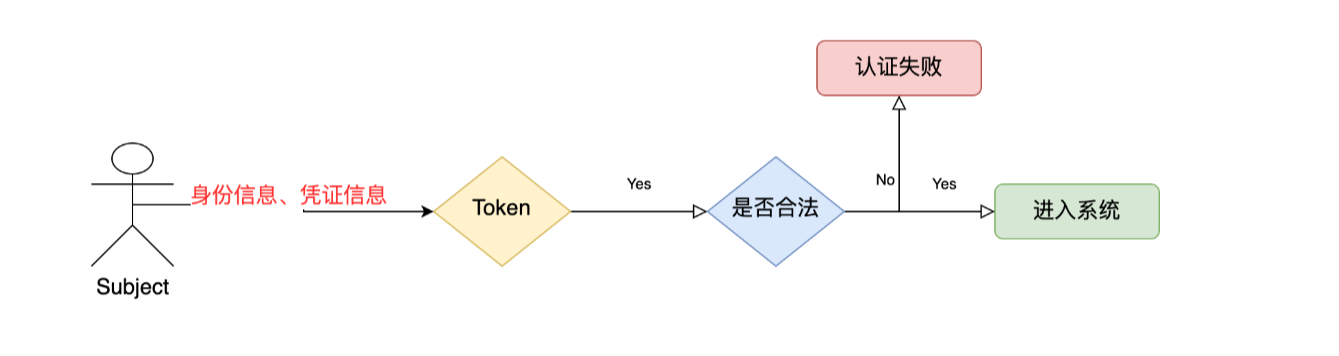 认证失败
身份信息、凭证信息
Token
Yes
是否合法
No
Yes
进入系统
Subject